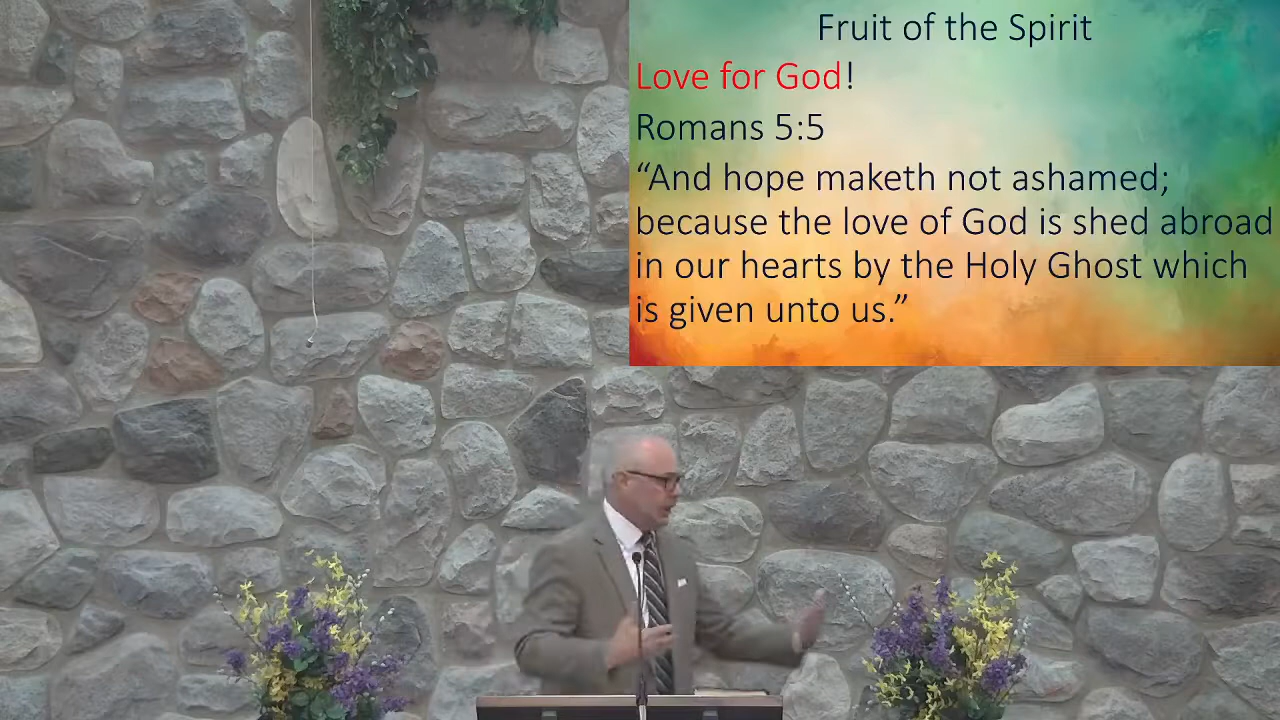 Fruit of the Spirit
Love for God!
Romans 5:5
“And hope maketh not ashamed;
because the love of God is shed abroad
in our hearts by the Holy Ghost which
is given unto us.”